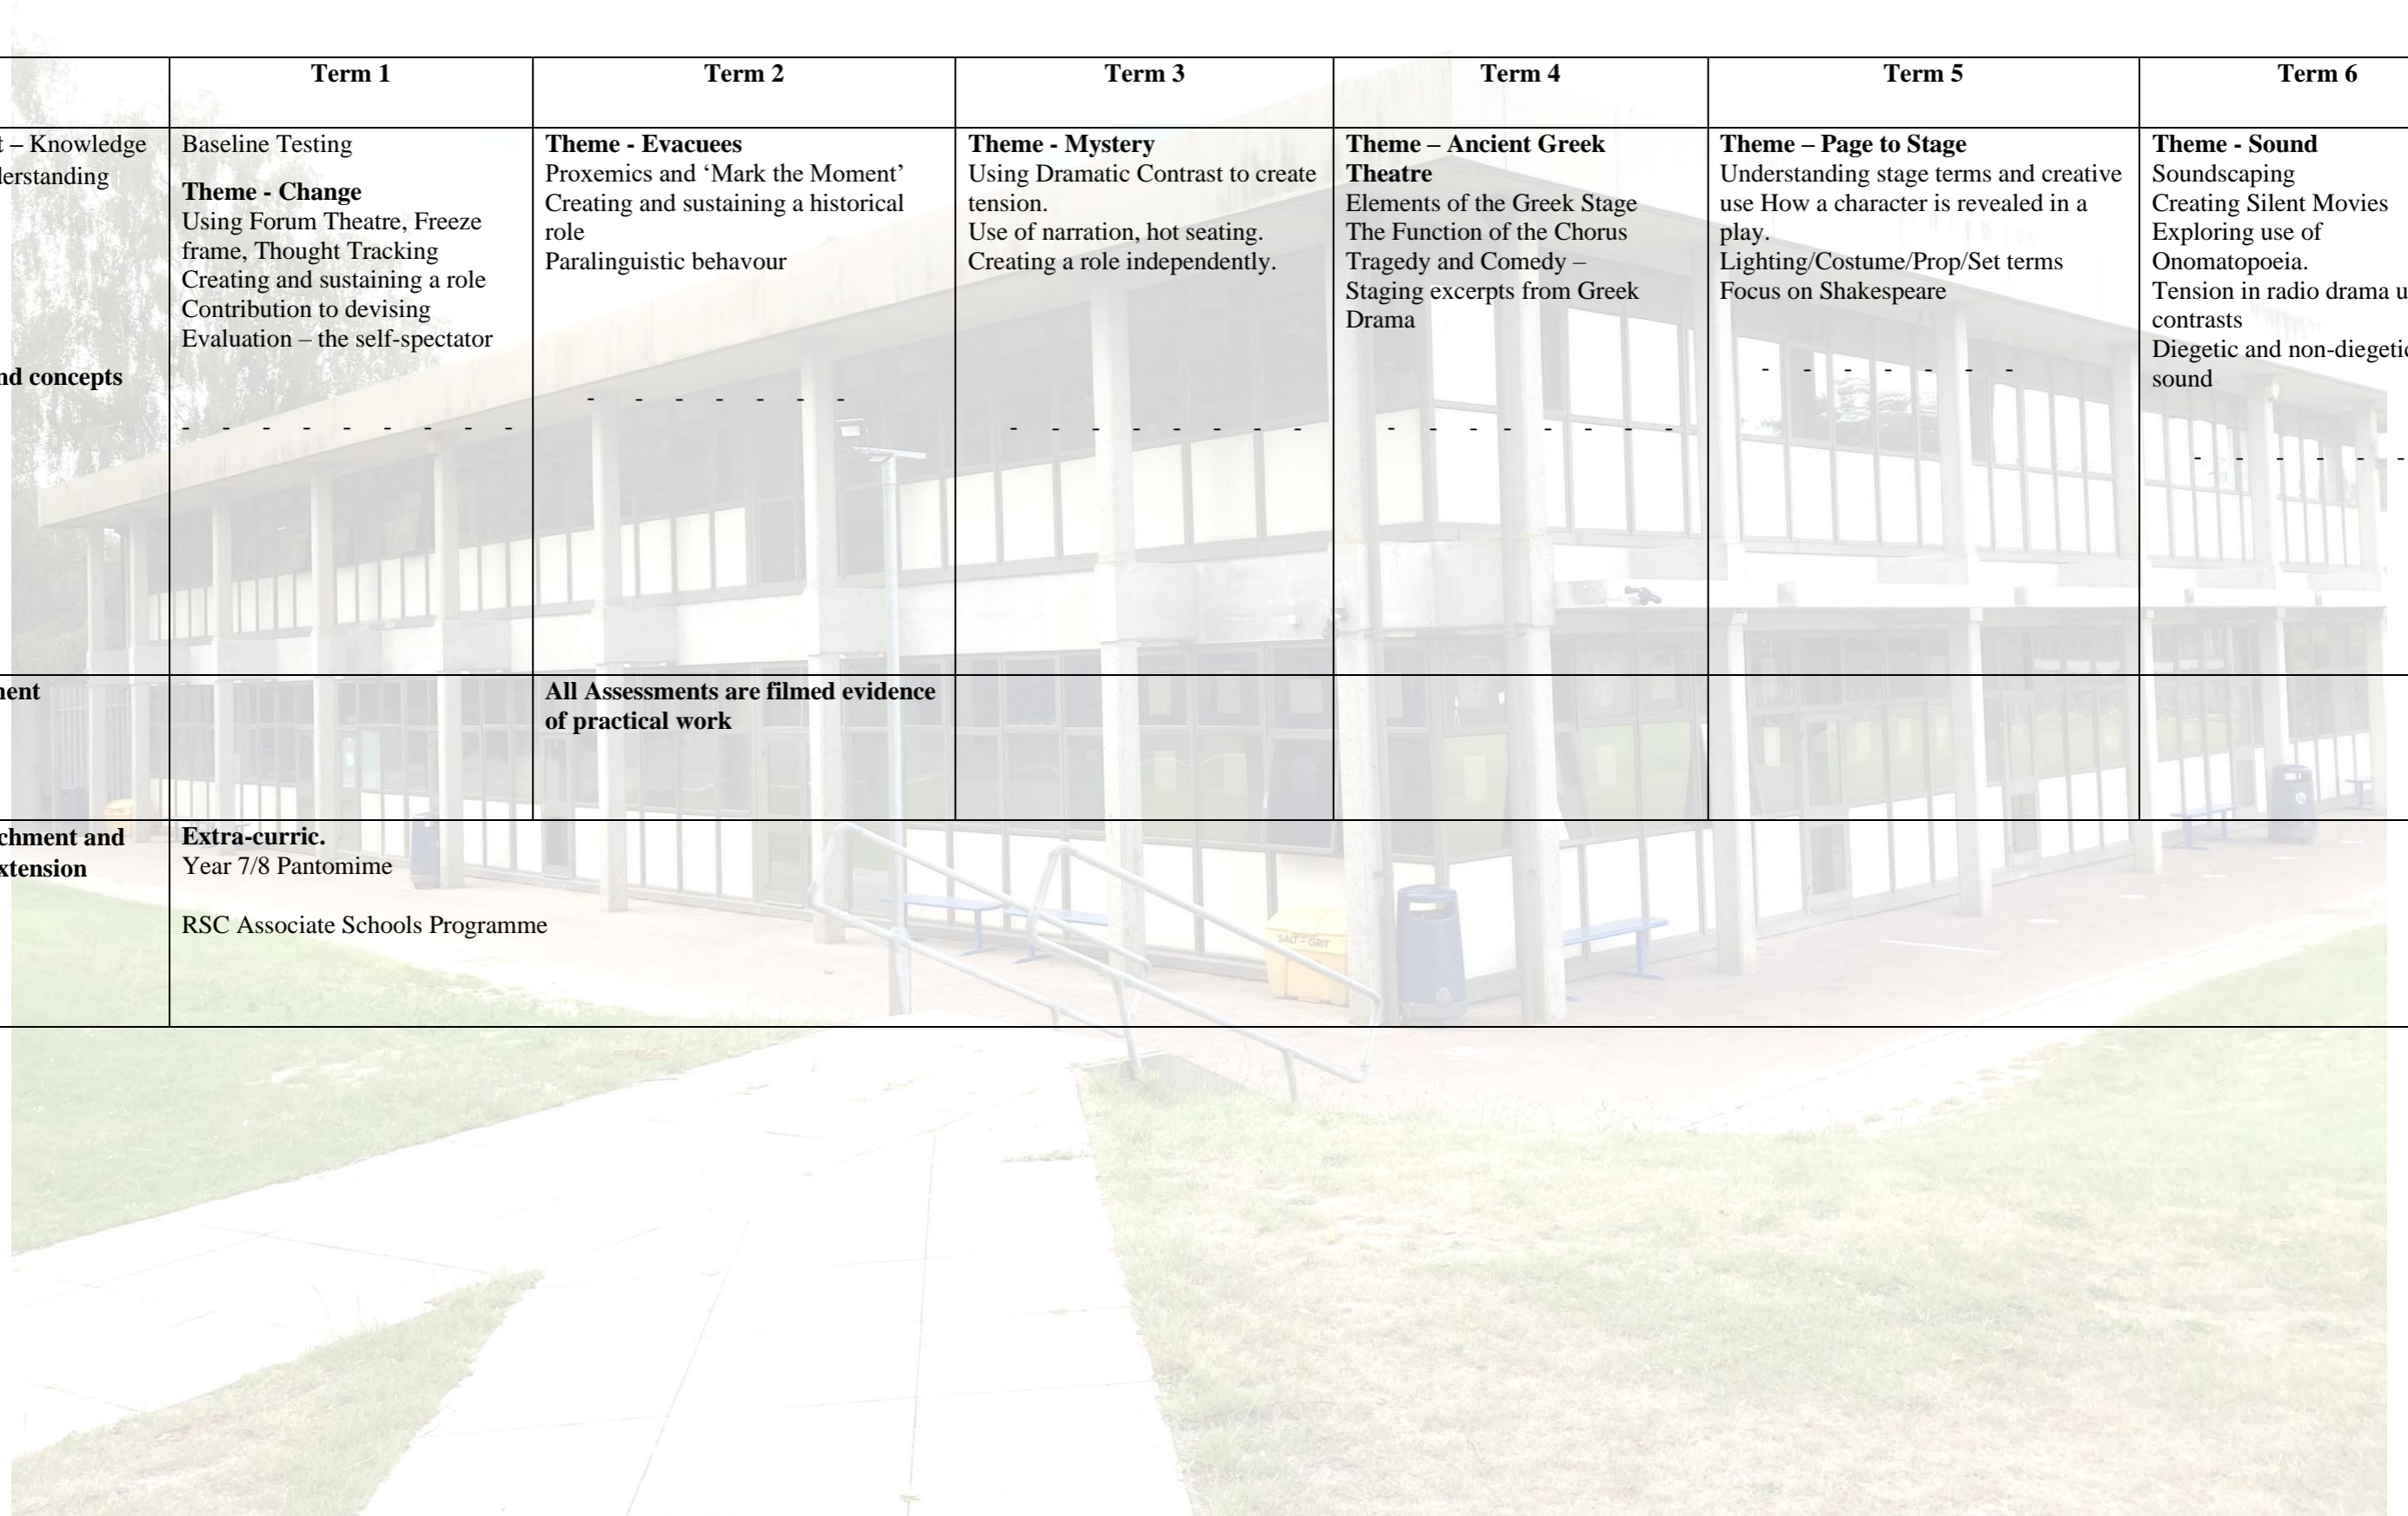 Term 1
Term 2
Term 3
Term 4
Term 5
Term 6
– Knowledge
Baseline Testing
Theme - Change
Using Forum Theatre, Freeze
frame, Thought Tracking
Creating and sustaining a role
Contribution to devising
Evaluation – the self-spectator
- - - - - - - - -
Theme - Evacuees
Proxemics and ‘Mark the Moment’
Creating and sustaining a historical
role
Paralinguistic behavour
- - - - - - -
Theme - Mystery
Using Dramatic Contrast to create
tension.
Use of narration, hot seating.
Creating a role independently.
- - - - - - - -
Theme – Ancient Greek
Theatre
Elements of the Greek Stage
The Function of the Chorus
Tragedy and Comedy –
Staging excerpts from Greek
Drama
- - - - - - - -
Theme – Page to Stage
Understanding stage terms and creative
use How a character is revealed in a
play.
Lighting/Costume/Prop/Set terms
Focus on Shakespeare
- - - - - - -
Theme - Sound
Soundscaping
Creating Silent Movies
Exploring use of
Onomatopoeia.
Tension in radio drama
contrasts
Diegetic and non-diegetic
sound
- - - - - -
concepts
All Assessments are filmed evidence
of practical work
and
Extra-curric.
Year 7/8 Pantomime
RSC Associate Schools Programme
SALT - GRIT